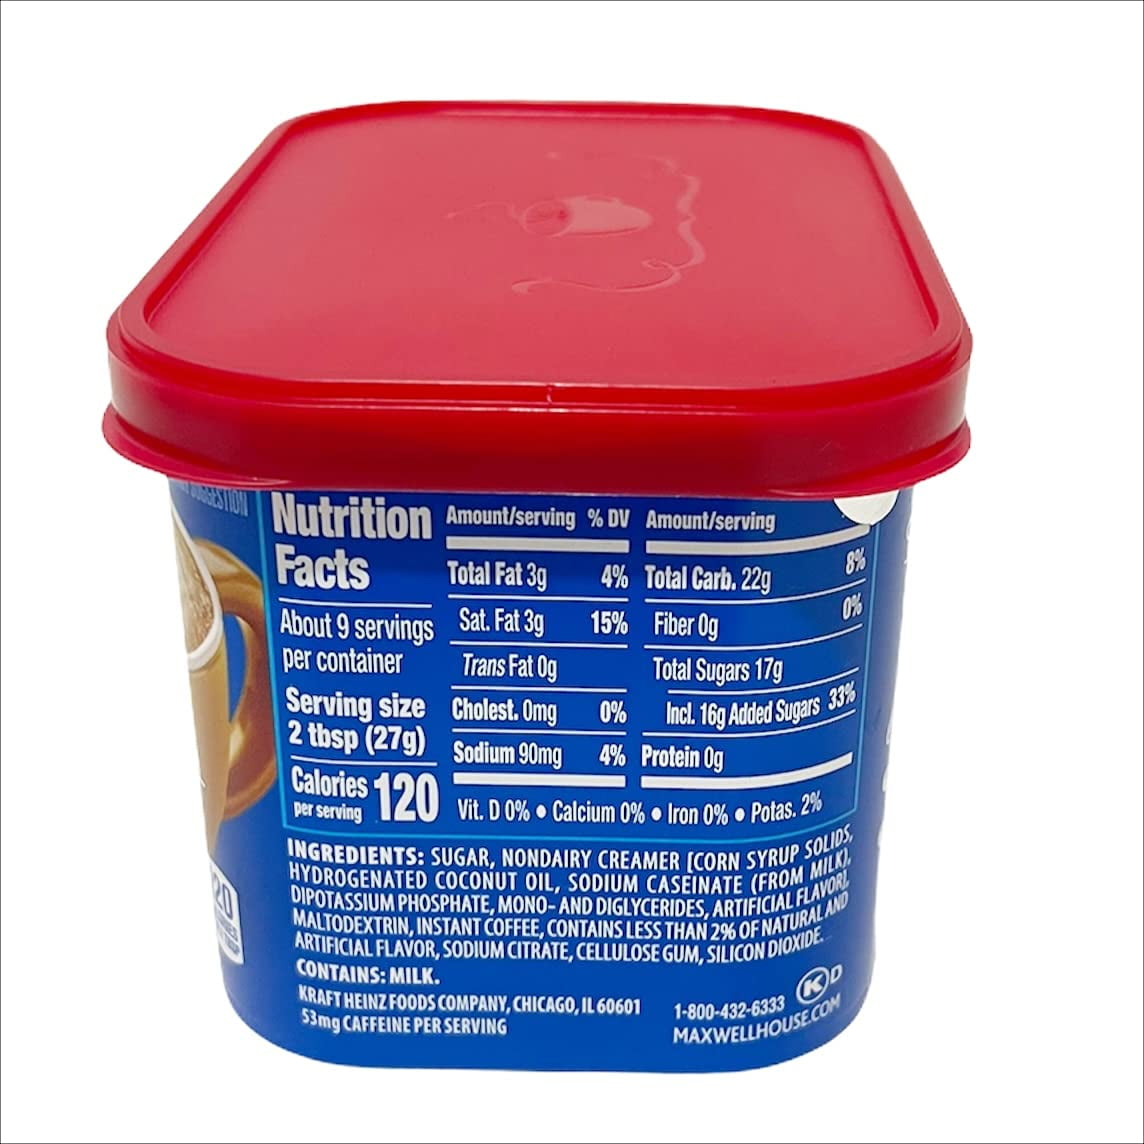 SUGGESTION
Nutrition
Facts
About 9 servings
per container
Serving size
2 tbsp (27g)
Calories
per serving
120
Amount/serving % DV
Total Fat 3g 4%
Sat. Fat 3g 15%
Trans Fat 0g
Cholest. 0mg 0%
Sodium 90mg 4%
Amount/serving
Total Carb. 22g 8%
Fiber 0g 0%
Total Sugars 17g
Incl. 16g Added Sugars 33%
Protein 0g
Vit. D 0% ● Calcium 0% ● Iron 0% ● Potas. 2%
INGREDIENTS: SUGAR, NONDAIRY CREAMER [CORN SYRUP SOLIDS,
HYDROGENATED COCONUT OIL, SODIUM CASEINATE (FROM MILK),
DIPOTASSIUM PHOSPHATE, MONO- AND DIGLYCERIDES, ARTIFICIAL FLAVOR],
MALTODEXTRIN, INSTANT COFFEE, CONTAINS LESS THAN 2% OF NATURAL AND
ARTIFICIAL FLAVOR, SODIUM CITRATE, CELLULOSE GUM, SILICON DIOXIDE.
CONTAINS: MILK.
KRAFT HEINZ FOODS COMPANY, CHICAGO, IL 60601
53mg CAFFEINE PER SERVING
K D
1-800-432-6333
MAXWELLHOUSE.COM
20